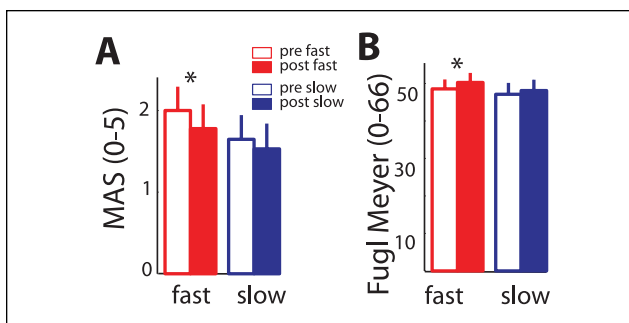 A
pre fast
post fast
pre slow
post slow
*
MAS (0-5)
2
1
0
fast slow
B
*
Fugl Meyer (0-66)
50
30
10
fast slow